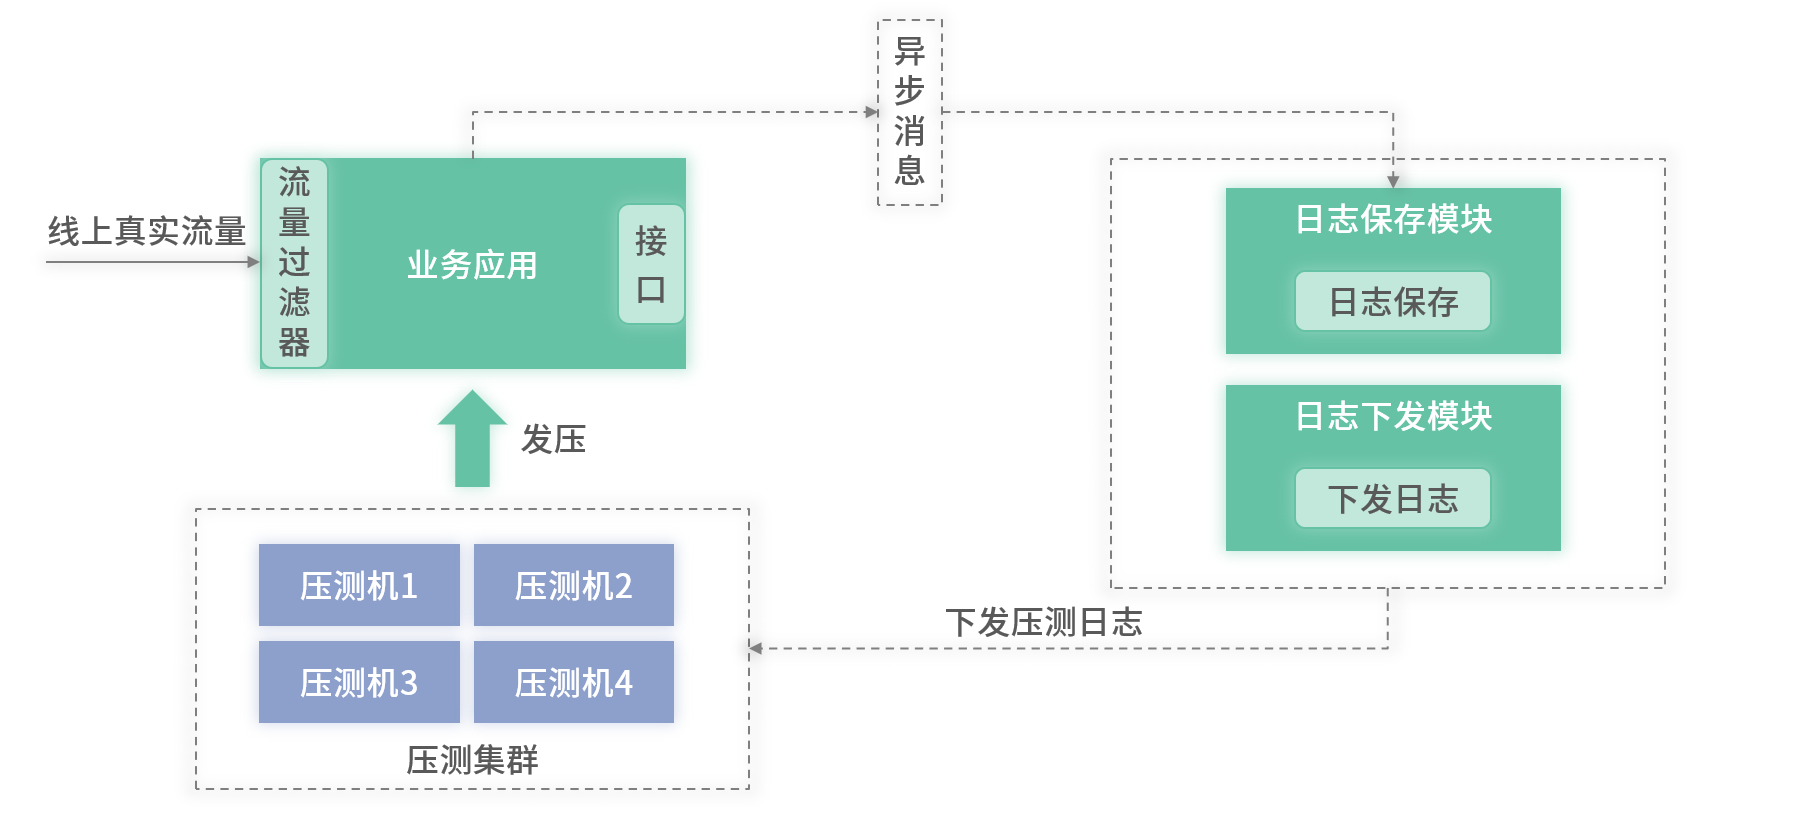 异步消息
线上真实流量
流量过滤器
业务应用
接口
日志保存模块
日志保存
日志下发模块
下发日志
发压
下发压测日志
压测机1
压测机2
压测机3
压测机4
压测集群